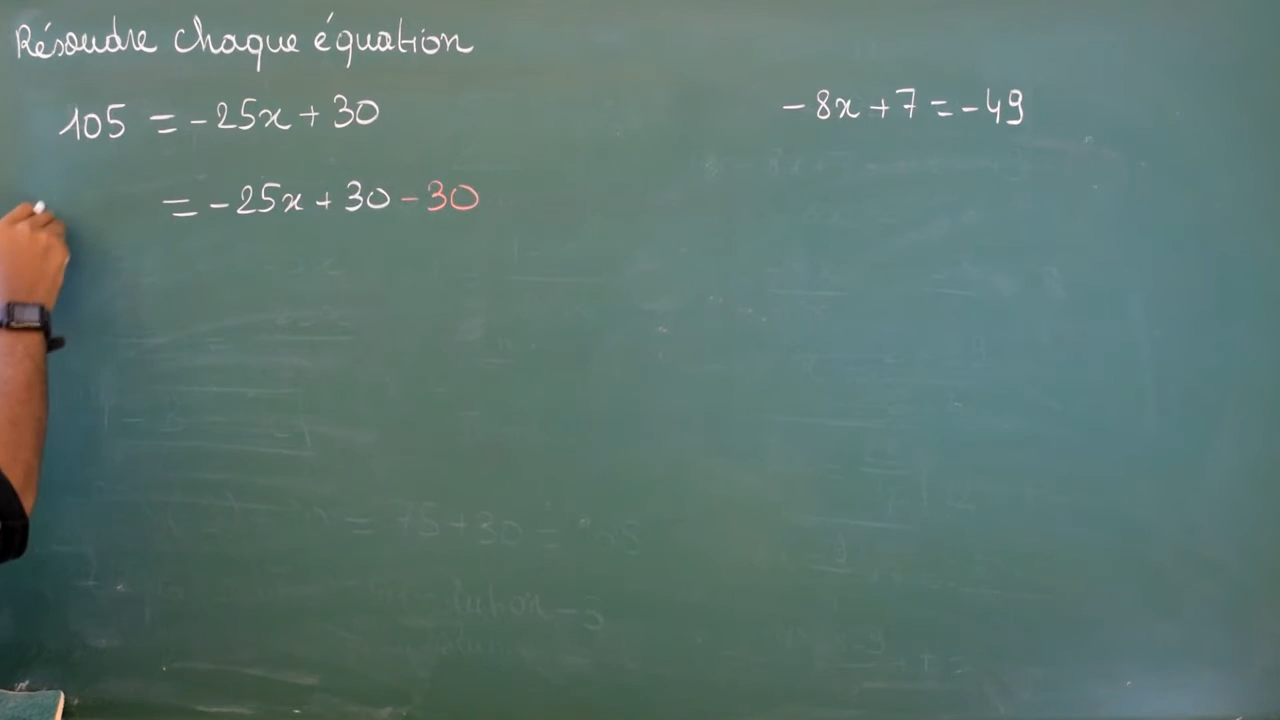 Résoudre chaque équation
105 = -25x + 30
= -25x + 30 - 30
-8x + 7 = -49